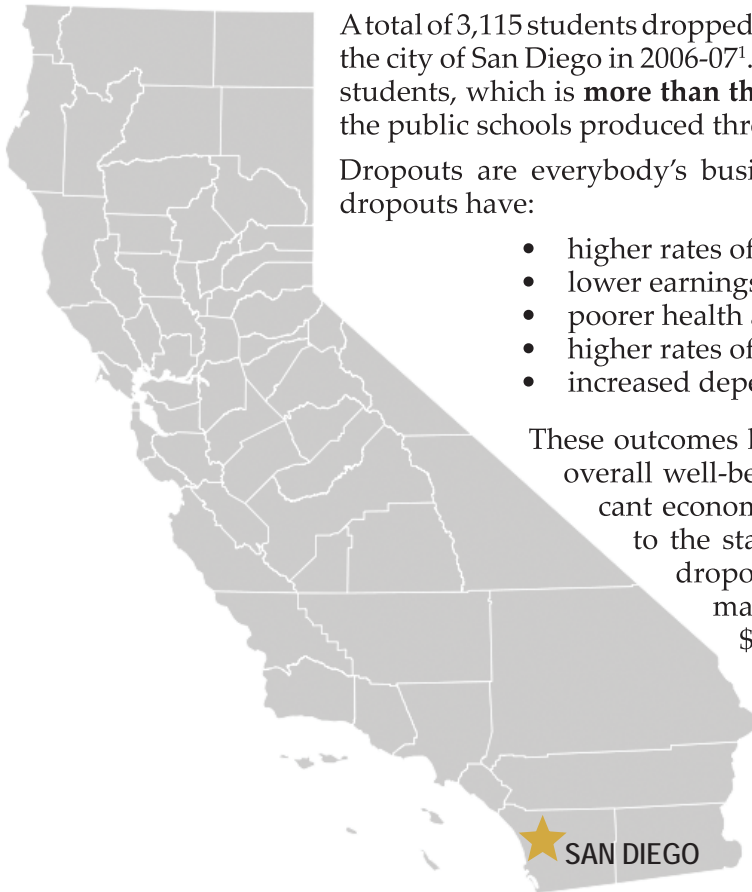 A total of 3,115 students dropped
the city of San Diego in 2006-07¹.
students, which is more than th
the public schools produced thr
Dropouts are everybody's busi
dropouts have:
• higher rates of
• lower earnings
• poorer health
• higher rates of
• increased depe
These outcomes
overall well-be
cant econom
to the sta
dropo
ma
$
SAN DIEGO